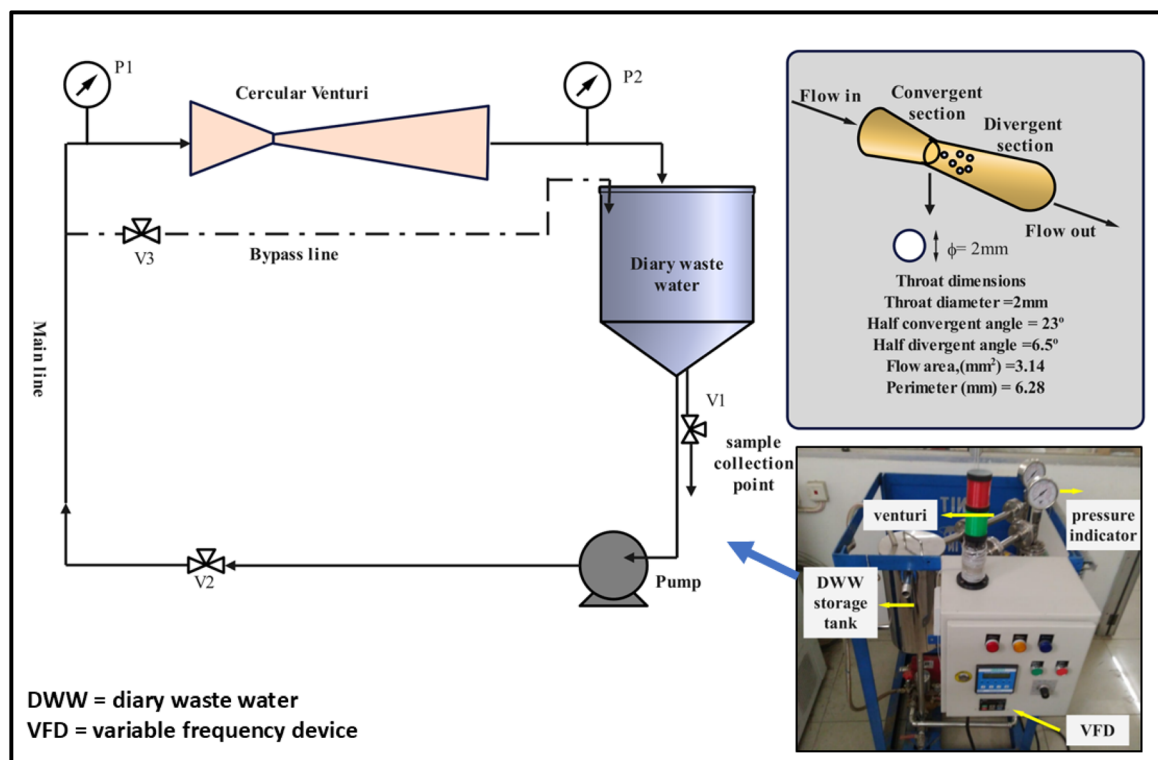 P1
Cercular Venturi
P2
V3
Bypass line
Main line
Diary waste
water
V1
sample
collection
point
Pump
V2
DWW = diary waste water
VFD = variable frequency device
Flow in
Convergent
section
Divergent
section
Flow out
ϕ= 2mm
Throat dimensions
Throat diameter =2mm
Half convergent angle = 23º
Half divergent angle =6.5º
Flow area,(mm²) =3.14
Perimeter (mm) = 6.28
venturi
pressure
indicator
DWW
storage
tank
VFD